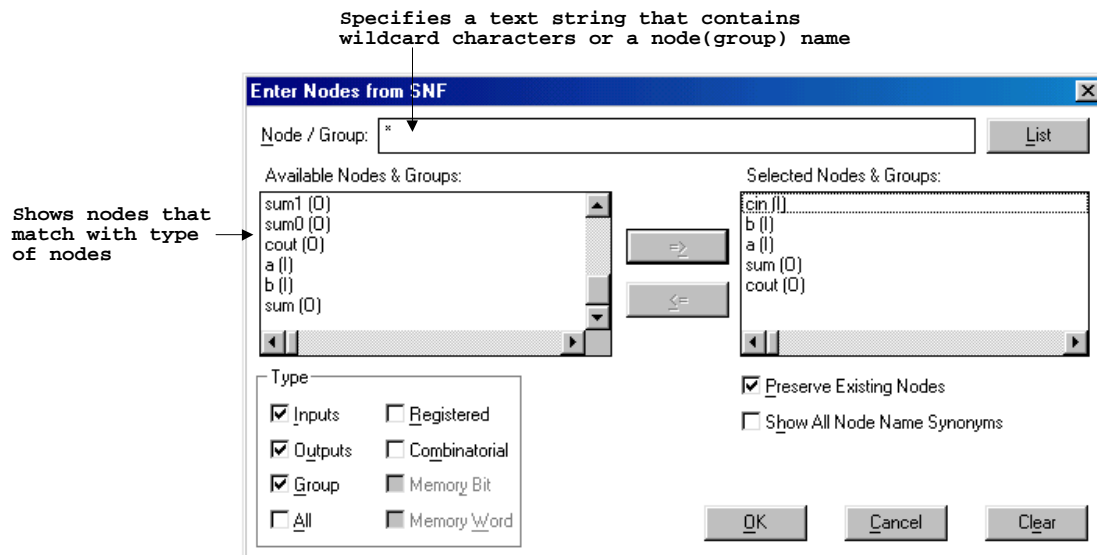 Specifies a text string that contains
wildcard characters or a node(group) name
Enter Nodes from SNF
Node / Group: *
List
Available Nodes & Groups:
sum1 (O)
sum0 (O)
cout (O)
a (I)
b (I)
sum (O)
Shows nodes that
match with type
of nodes
=>
<=
Selected Nodes & Groups:
cin (I)
b (I)
a (I)
sum (O)
cout (O)
Type
Inputs
Registered
Outputs
Combinatorial
Group
Memory Bit
All
Memory Word
Preserve Existing Nodes
Show All Node Name Synonyms
OK
Cancel
Clear